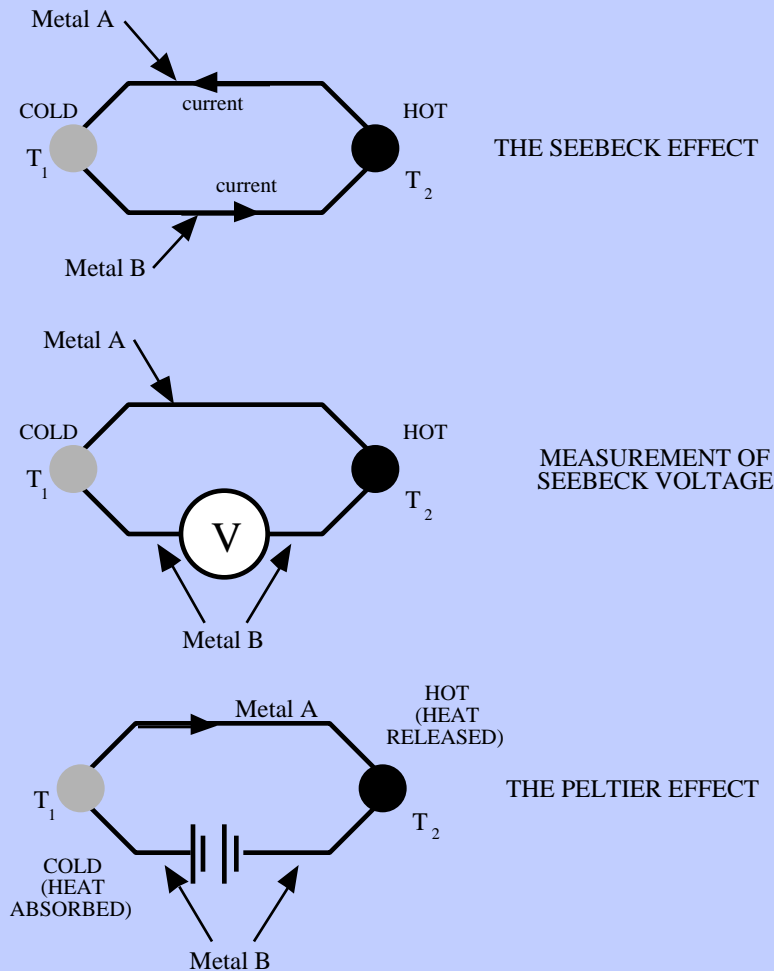 Metal A
current
COLD
HOT
T1
T2
THE SEEBECK EFFECT
current
Metal B
Metal A
COLD
HOT
T1
T2
MEASUREMENT OF
SEEBECK VOLTAGE
V
Metal B
Metal A
HOT
(HEAT
RELEASED)
T1
T2
THE PELTIER EFFECT
COLD
(HEAT
ABSORBED)
Metal B